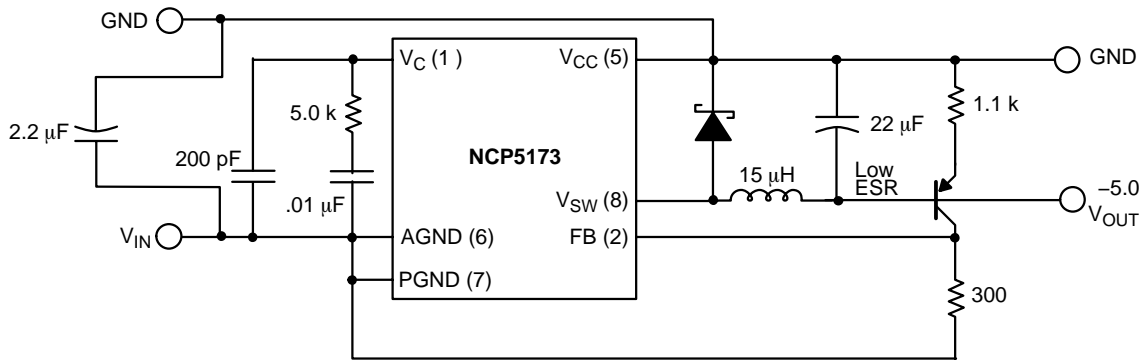 GND
V_C (1 )
V_CC (5)
GND
5.0 k
1.1 k
2.2 μF
200 pF
NCP5173
22 μF
.01 μF
15 μH
Low
ESR
V_SW (8)
–5.0
V_OUT
V_IN
AGND (6)
FB (2)
PGND (7)
300